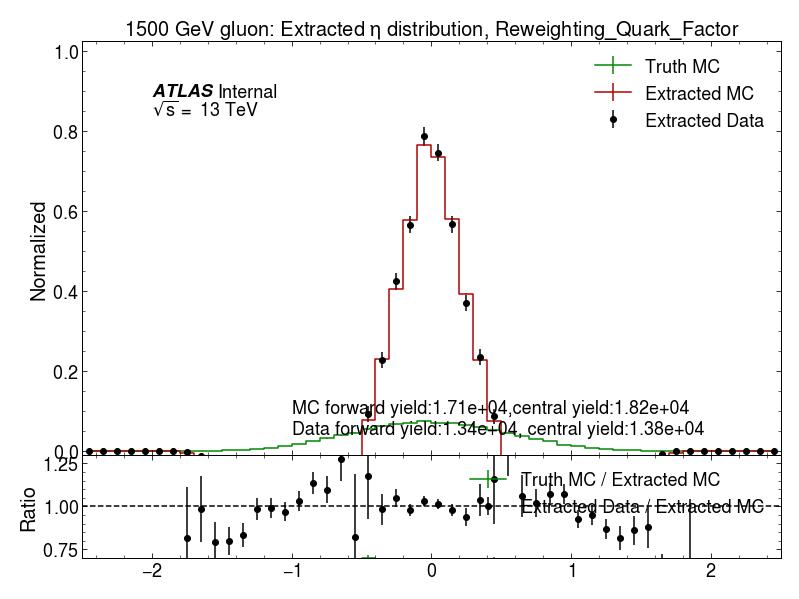 1500 GeV gluon: Extracted η distribution, Reweighting_Quark_Factor
1.0
0.8
0.6
0.4
0.2
0.0
Normalized
ATLAS Internal
√s = 13 TeV
Truth MC
Extracted MC
Extracted Data
MC forward yield:1.71e+04,central yield:1.82e+04
Data forward yield:1.34e+04, central yield:1.38e+04
1.25
1.00
0.75
Ratio
Truth MC / Extracted MC
Extracted Data / Extracted MC
−2
−1
0
1
2